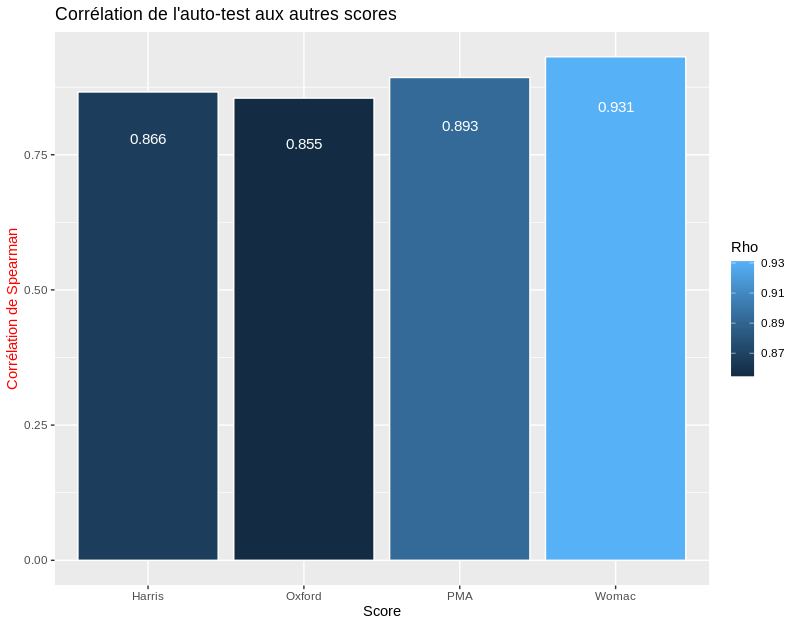 Corrélation de l'auto-test aux autres scores
Corrélation de Spearman
0.75
0.50
0.25
0.00
0.866
0.855
0.893
0.931
Harris
Oxford
PMA
Womac
Score
Rho
0.93
0.91
0.89
0.87